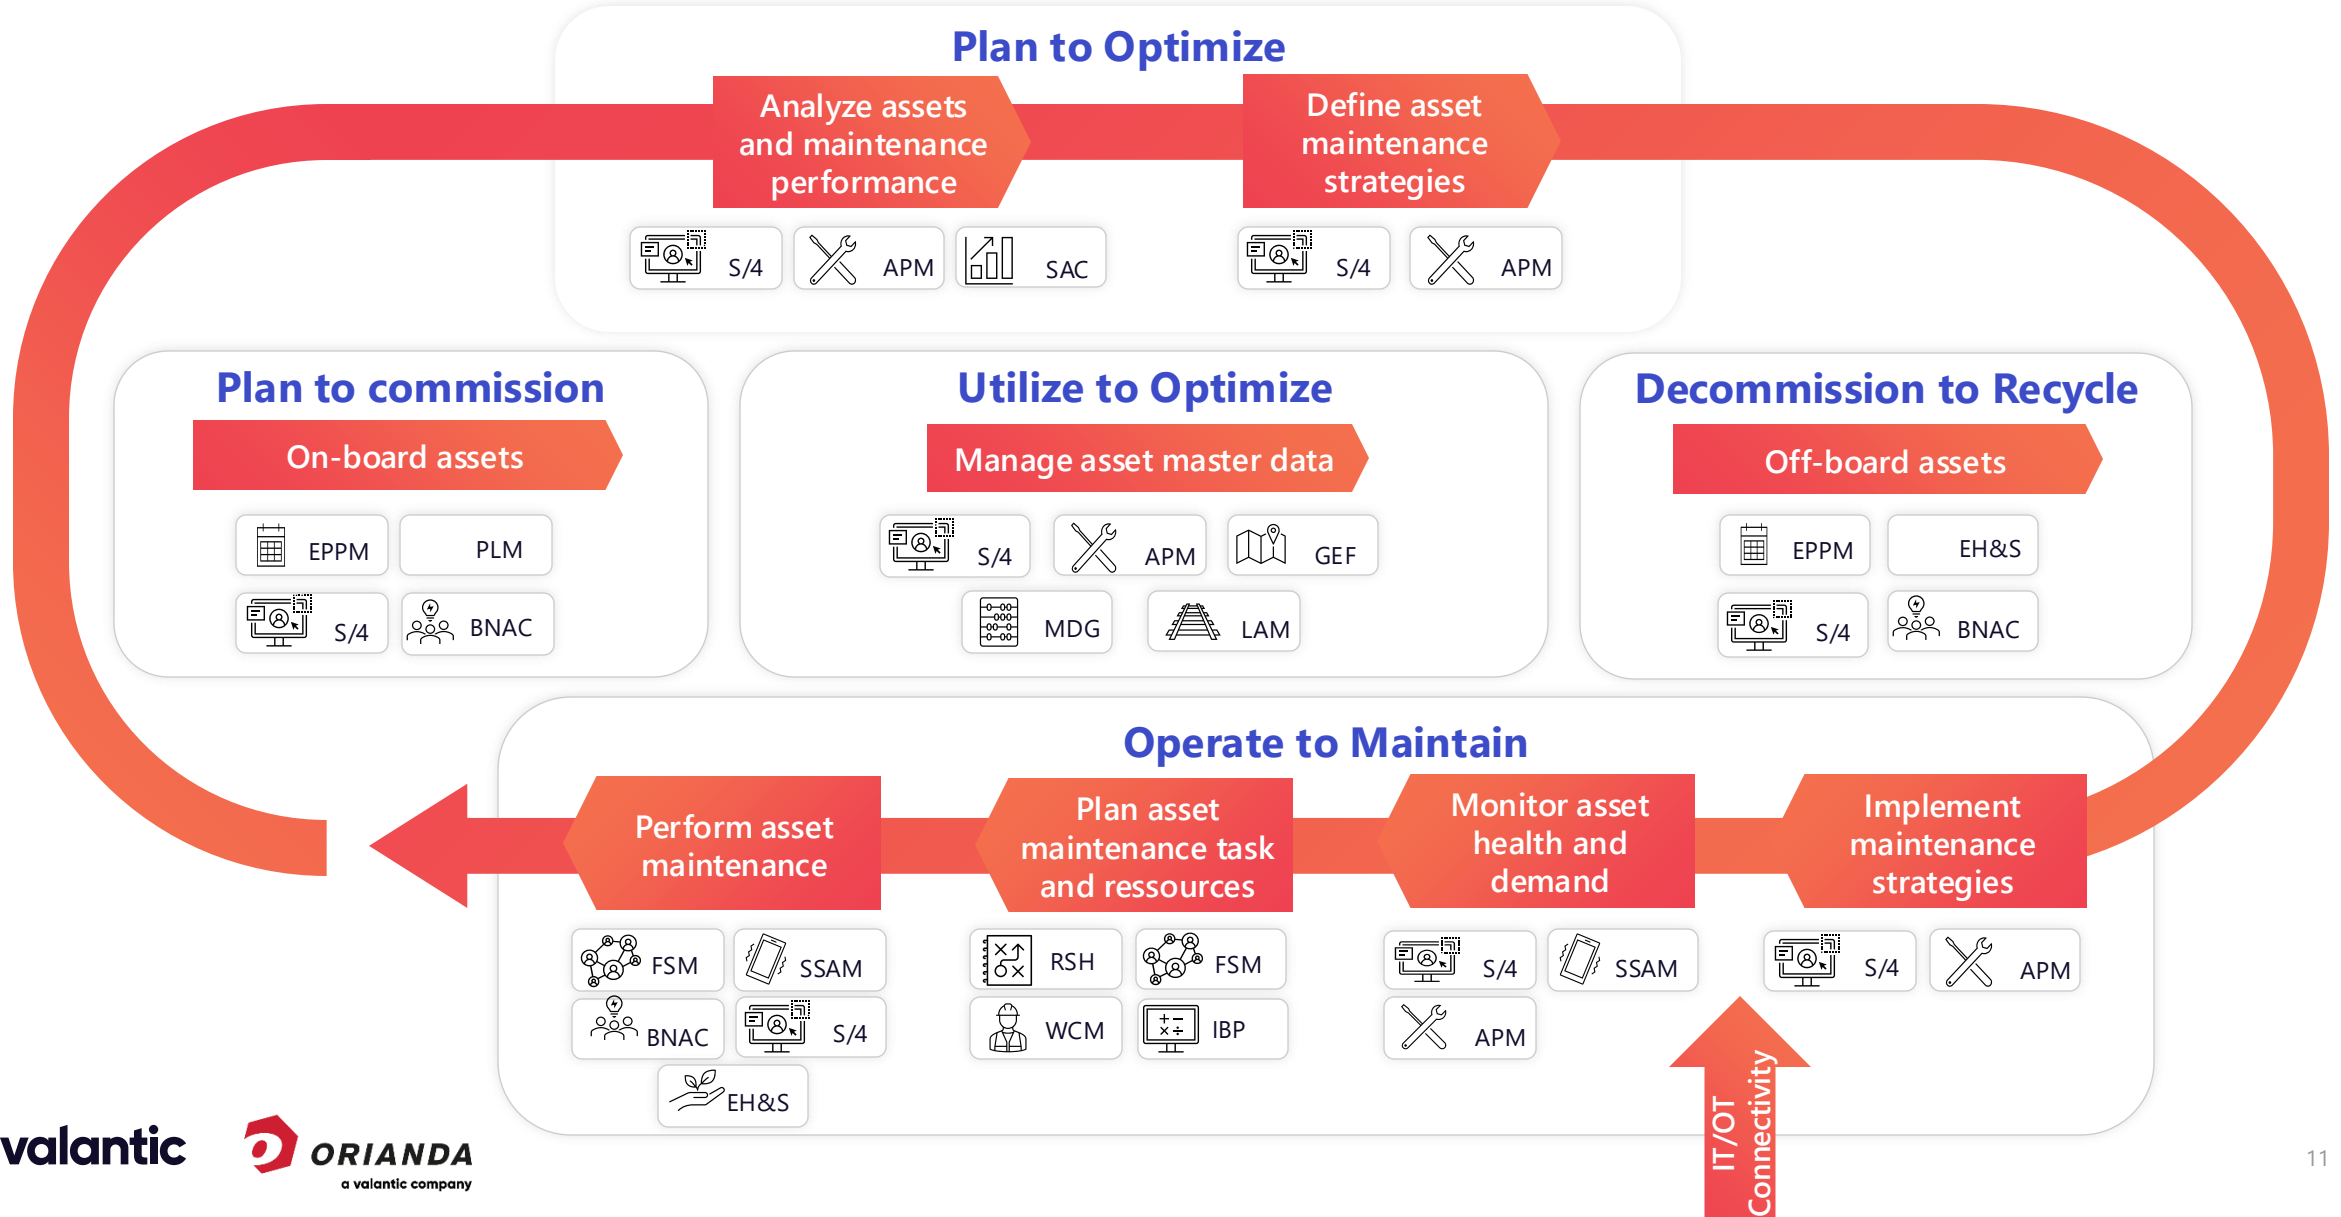 Plan to Optimize
Analyze assets
and maintenance
performance
Define asset
maintenance
strategies
S/4
APM
SAC
S/4
APM
Plan to commission
On-board assets
EPPM
PLM
S/4
BNAC
Utilize to Optimize
Manage asset master data
S/4
APM
GEF
MDG
LAM
Decommission to Recycle
Off-board assets
EPPM
EH&S
S/4
BNAC
Operate to Maintain
Perform asset
maintenance
FSM
SSAM
BNAC
S/4
EH&S
Plan asset
maintenance task
and ressources
RSH
FSM
WCM
IBP
Monitor asset
health and
demand
S/4
SSAM
APM
Implement
maintenance
strategies
S/4
APM
IT/OT
Connectivity
valantic
ORIANDA
a valantic company
11